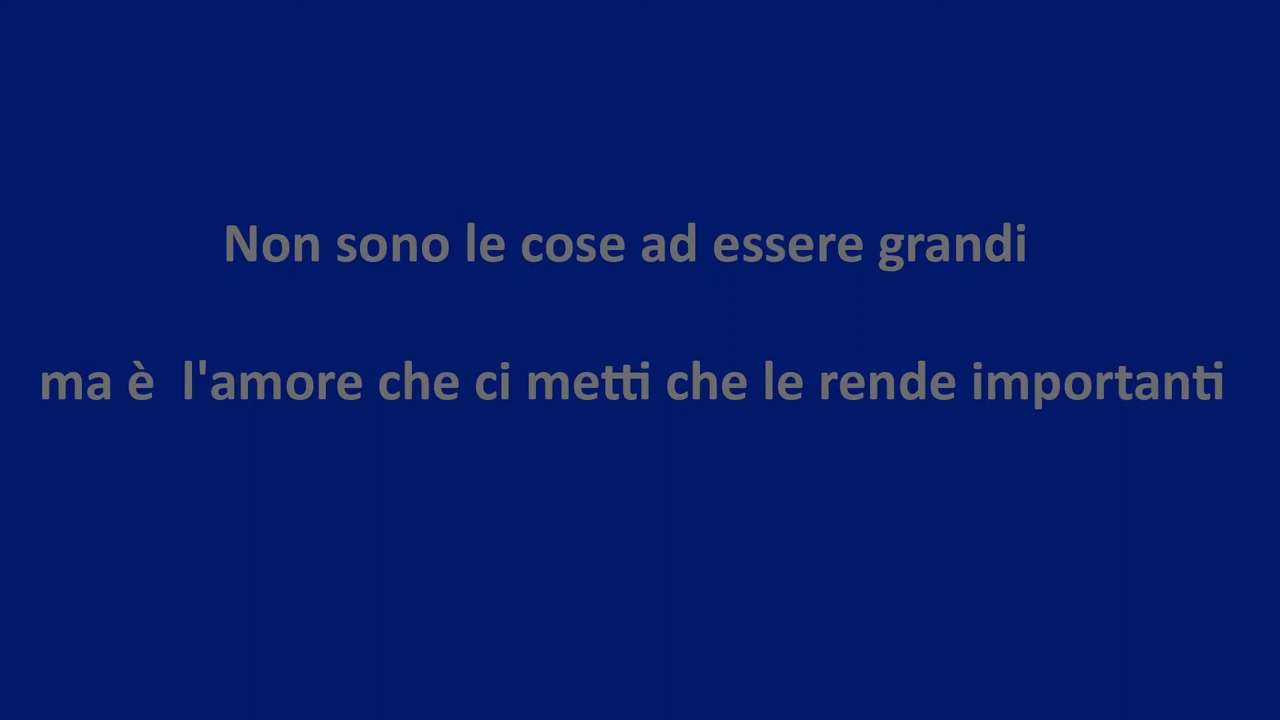 Non sono le cose ad essere grandi
ma è  l'amore che ci metti che le rende importanti